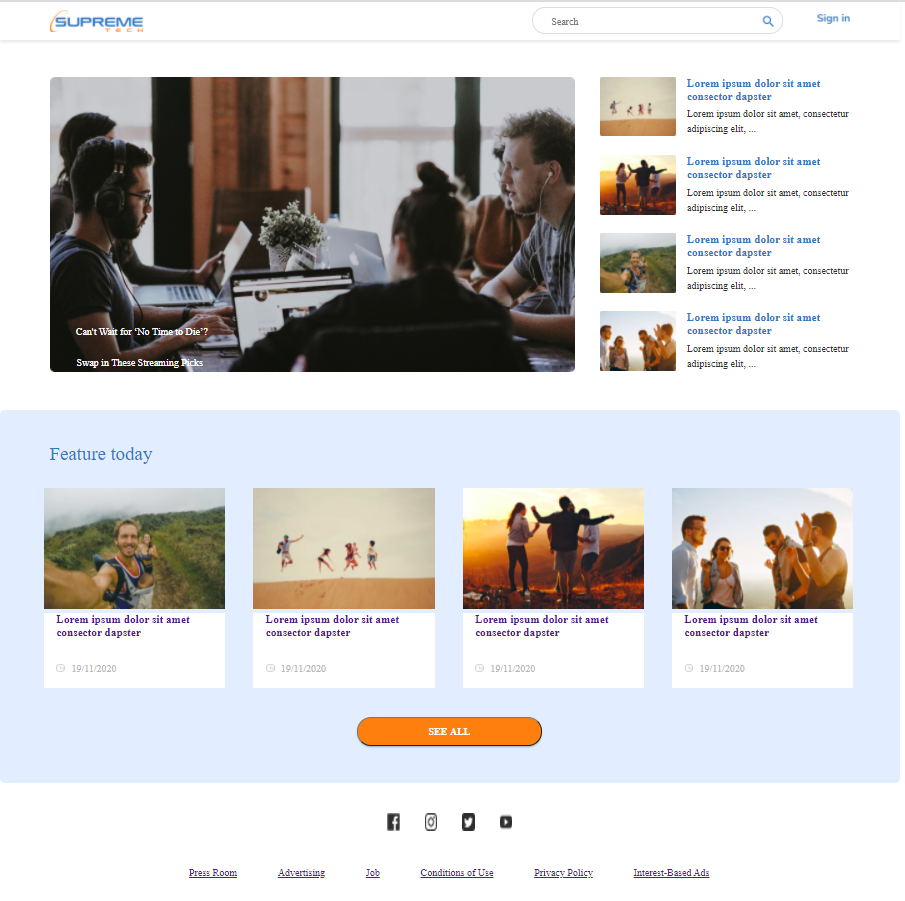 SUPREME
TECH
Search
Sign in
Lorem ipsum dolor sit amet
consector dapster
Lorem ipsum dolor sit amet, consectetur
adipiscing elit, ...
Lorem ipsum dolor sit amet
consector dapster
Lorem ipsum dolor sit amet, consectetur
adipiscing elit, ...
Lorem ipsum dolor sit amet
consector dapster
Lorem ipsum dolor sit amet, consectetur
adipiscing elit, ...
Lorem ipsum dolor sit amet
consector dapster
Lorem ipsum dolor sit amet, consectetur
adipiscing elit, ...
Can't Wait for ‘No Time to Die’?
Swap in These Streaming Picks
Feature today
Lorem ipsum dolor sit amet
consector dapster
19/11/2020
Lorem ipsum dolor sit amet
consector dapster
19/11/2020
Lorem ipsum dolor sit amet
consector dapster
19/11/2020
Lorem ipsum dolor sit amet
consector dapster
19/11/2020
SEE ALL
Press Room Advertising Job Conditions of Use Privacy Policy Interest-Based Ads